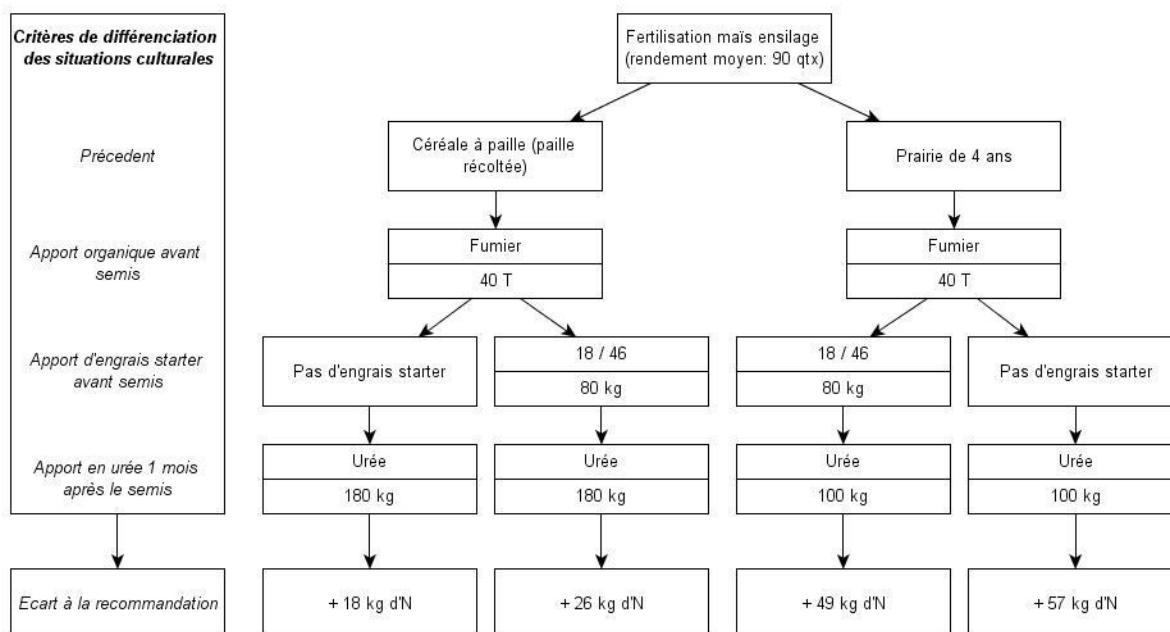 Critères de différenciation
des situations culturales
Fertilisation maïs ensilage
(rendement moyen: 90 qtx)
Précedent
Céréale à paille (paille
récoltée)
Prairie de 4 ans
Apport organique avant
semis
Fumier
40 T
Fumier
40 T
Apport d'engrais starter
avant semis
Pas d'engrais starter
18 / 46
80 kg
18 / 46
80 kg
Pas d'engrais starter
Apport en urée 1 mois
après le semis
Urée
180 kg
Urée
180 kg
Urée
100 kg
Urée
100 kg
Ecart à la recommandation
+ 18 kg d'N
+ 26 kg d'N
+ 49 kg d'N
+ 57 kg d'N